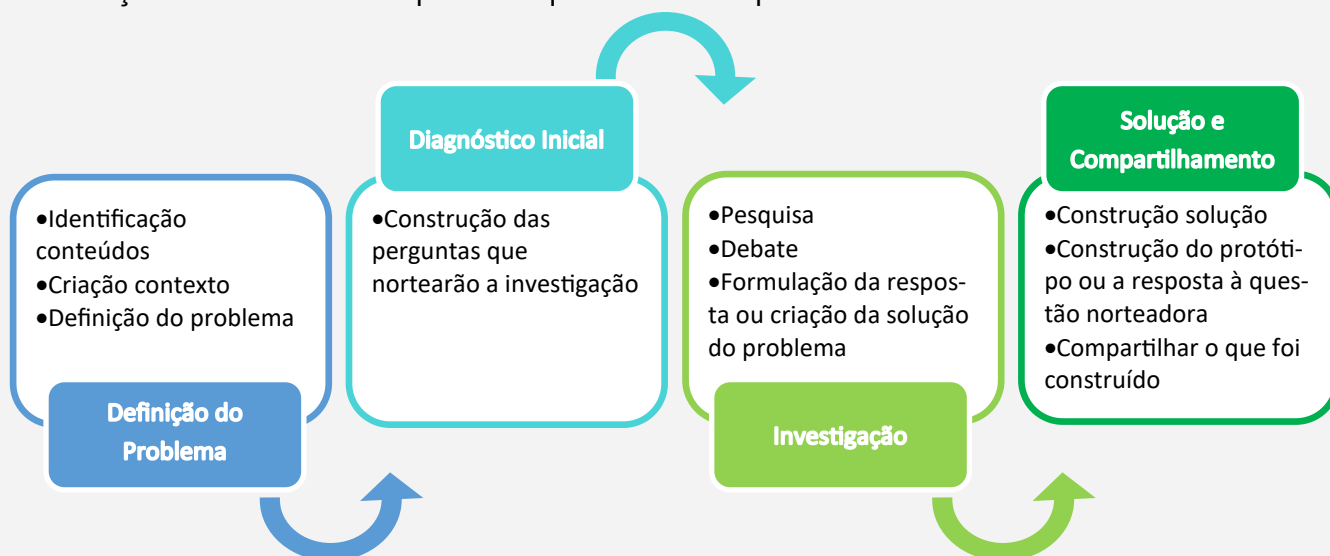 •Identificação
conteúdos
•Criação contexto
•Definição do problema
Definição do
Problema
Diagnóstico Inicial
•Construção das
perguntas que
nortearão a investigação
•Pesquisa
•Debate
•Formulação da respos-
ta ou criação da solução
do problema
Investigação
Solução e
Compartilhamento
•Construção solução
•Construção do protóti-
po ou a resposta à ques-
tão norteadora
•Compartilhar o que foi
construído